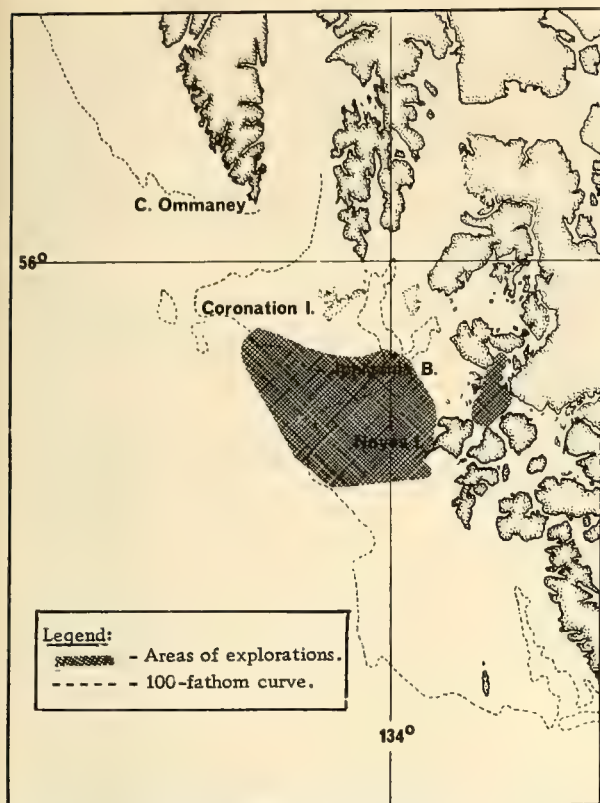 C. Ommaney
56°
Coronation I.
B.
Noyes I.
Legend:
- Areas of explorations.
- 100-fathom curve.
134°